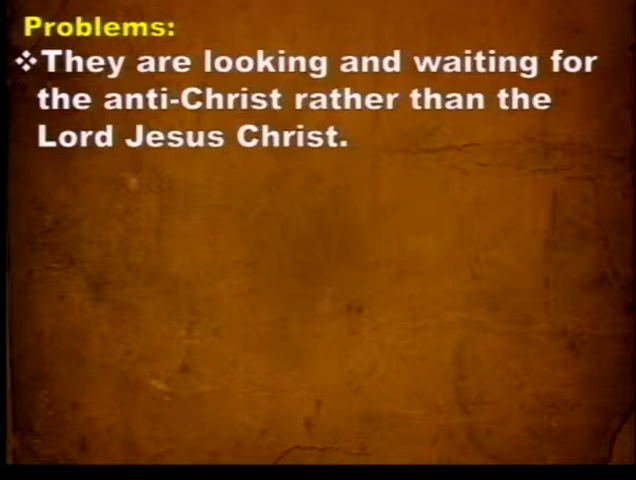 Problems:
❖They are looking and waiting for
the anti-Christ rather than the
Lord Jesus Christ.